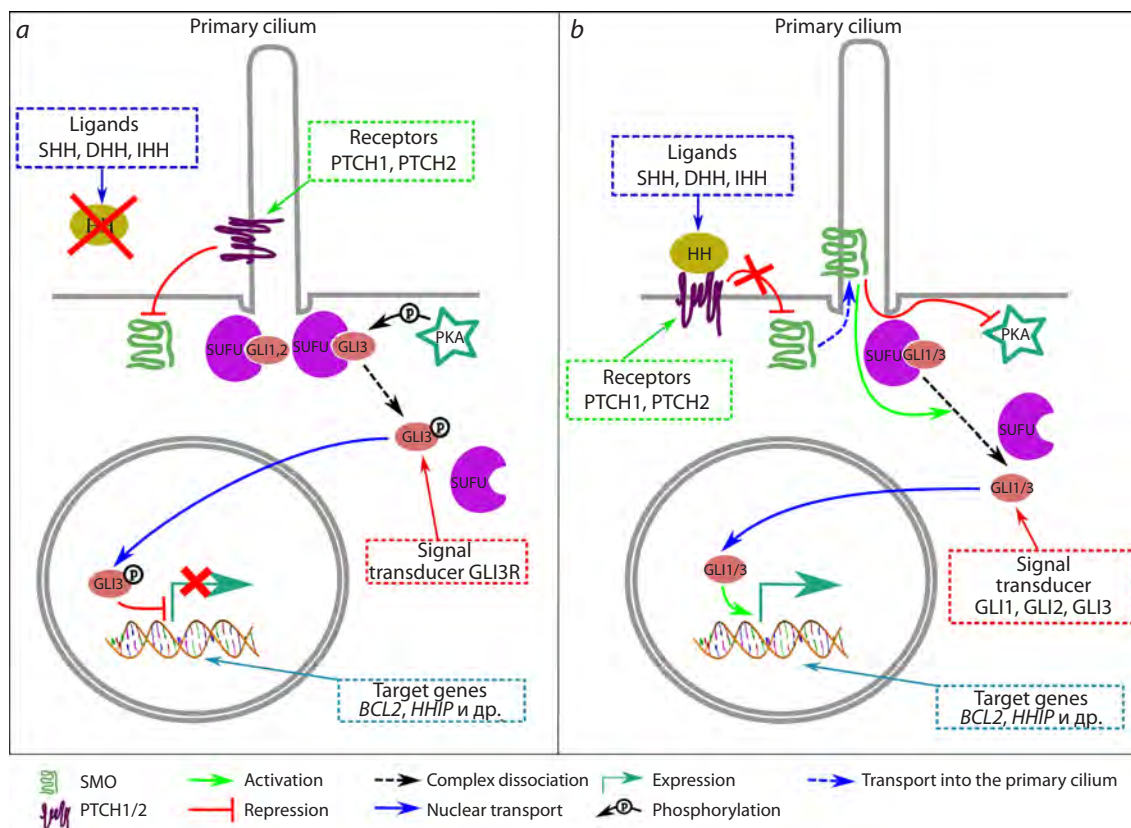 a
Primary cilium
Ligands
SHH, DHH, IHH
HH
Receptors
PTCH1, PTCH2
SUFU
GLI1,2
SUFU
GLI3
P
PKA
GLI3
P
SUFU
GLI3
P
Signal
transducer GLI3R
Target genes
BCL2, HHIP и др.
b
Primary cilium
Ligands
SHH, DHH, IHH
HH
Receptors
PTCH1, PTCH2
PKA
SUFU
GLI1/3
SUFU
GLI1/3
GLI1/3
Signal
transducer
GLI1, GLI2, GLI3
Target genes
BCL2, HHIP и др.
SMO
Activation
Complex dissociation
Expression
Transport into the primary cilium
PTCH1/2
Repression
Nuclear transport
P
Phosphorylation